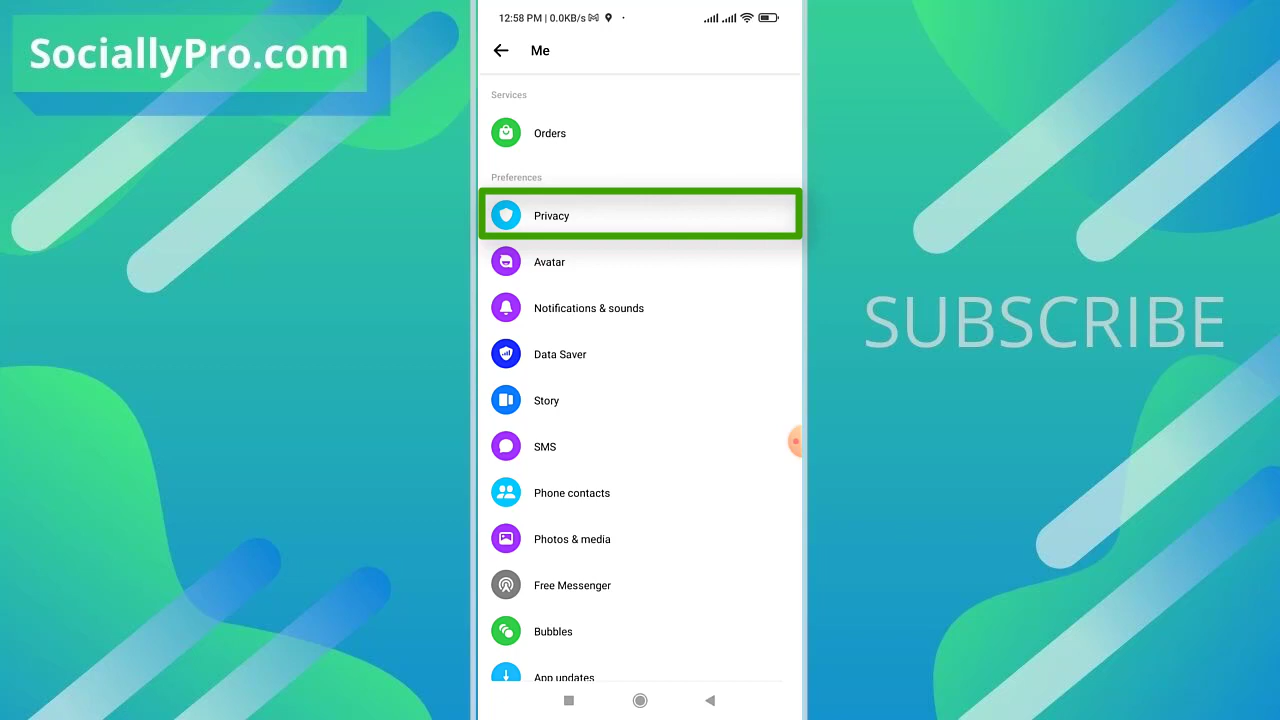 SociallyPro.com
12:58 PM | 0.0KB/s
Me
Services
Orders
Preferences
Privacy
Avatar
Notifications & sounds
Data Saver
Story
SMS
Phone contacts
Photos & media
Free Messenger
Bubbles
App updates
SUBSCRIBE